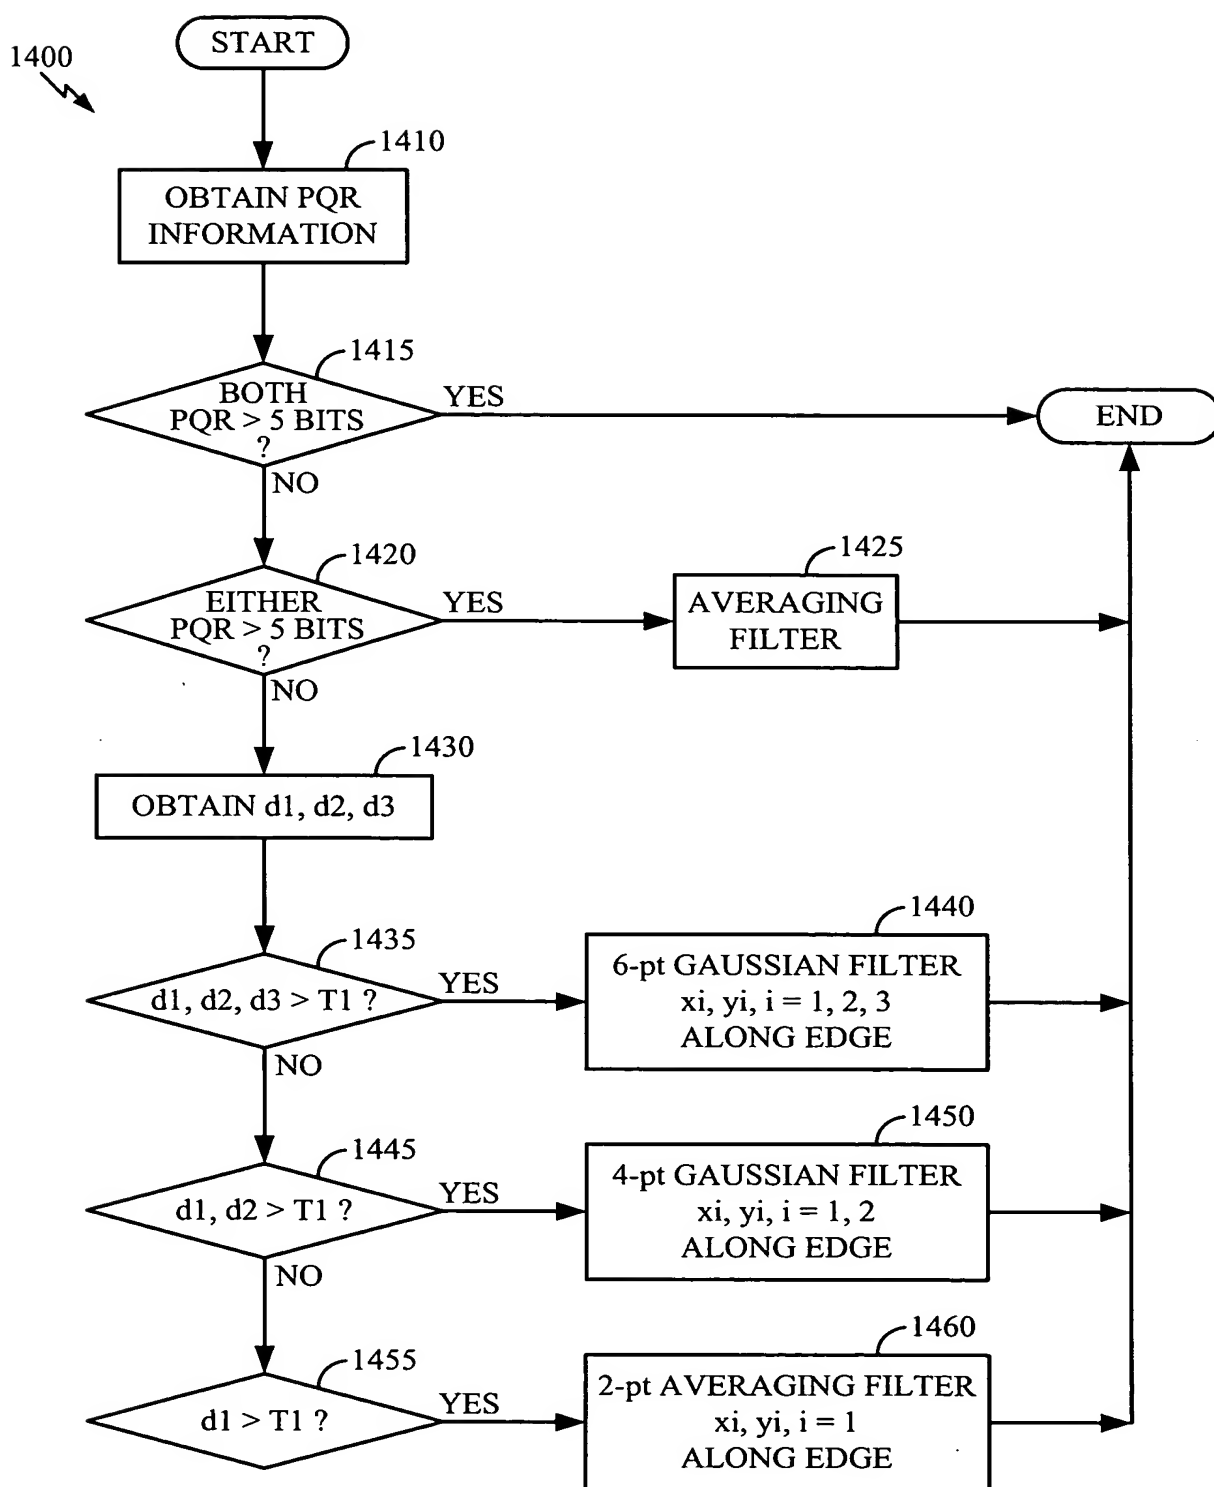 START
1400
1410
OBTAIN PQR
INFORMATION
1415
BOTH
PQR > 5 BITS
?
YES
END
NO
1420
EITHER
PQR > 5 BITS
?
YES
1425
AVERAGING
FILTER
NO
1430
OBTAIN d1, d2, d3
1435
d1, d2, d3 > T1 ?
YES
1440
6-pt GAUSSIAN FILTER
xi, yi, i = 1, 2, 3
ALONG EDGE
NO
1445
d1, d2 > T1 ?
YES
1450
4-pt GAUSSIAN FILTER
xi, yi, i = 1, 2
ALONG EDGE
NO
1455
d1 > T1 ?
YES
1460
2-pt AVERAGING FILTER
xi, yi, i = 1
ALONG EDGE